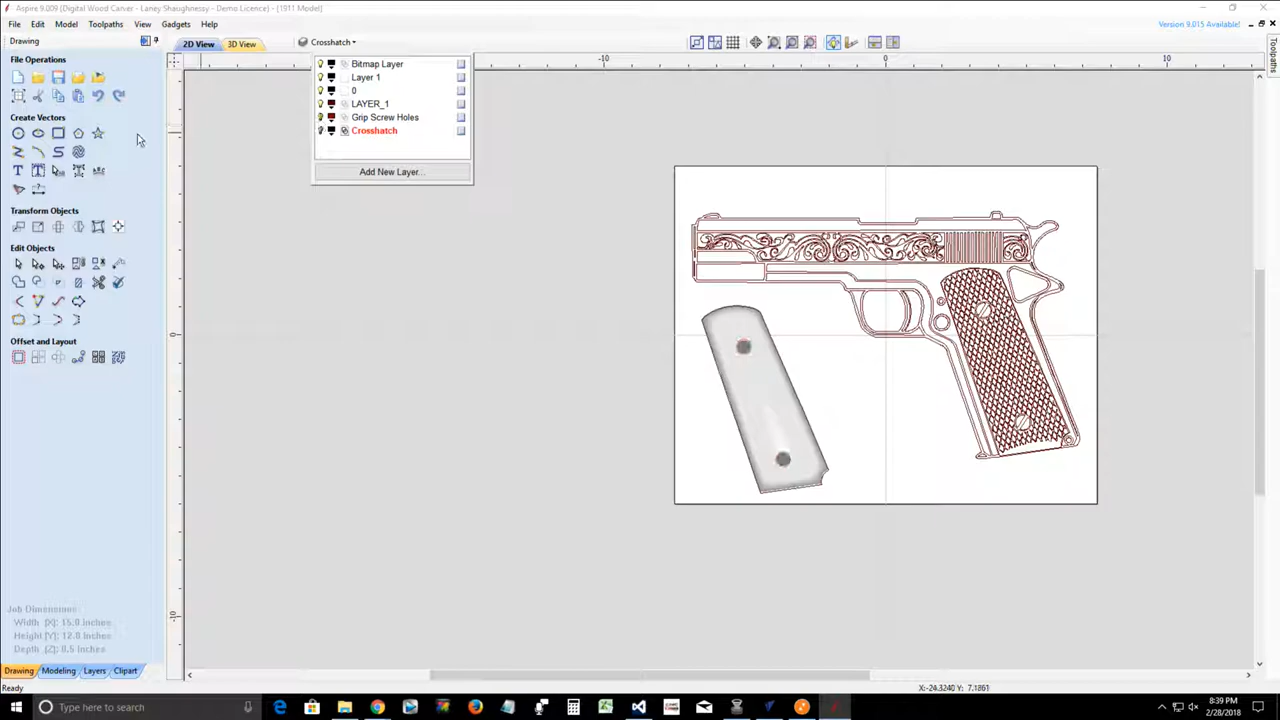 Aspire 9.009 {Digital Wood Carver - Laney Shaughnessy - Demo Licence} - {1911 Model}
File Edit Model Toolpaths View Gadgets Help
Version 9.015 Available!
Drawing
2D View 3D View
Crosshatch
Toolpaths
File Operations
Create Vectors
Transform Objects
Edit Objects
Offset and Layout
Bitmap Layer
Layer 1
0
LAYER_1
Grip Screw Holes
Crosshatch
Add New Layer...
-10
0
10
0
-10
Job Dimensions
Width (X): 15.0 inches
Height (Y): 12.0 inches
Depth (Z): 0.5 inches
Drawing Modeling Layers Clipart
Ready
X:-24.3240 Y: 7.1861
Type here to search
8:39 PM
2/28/2018